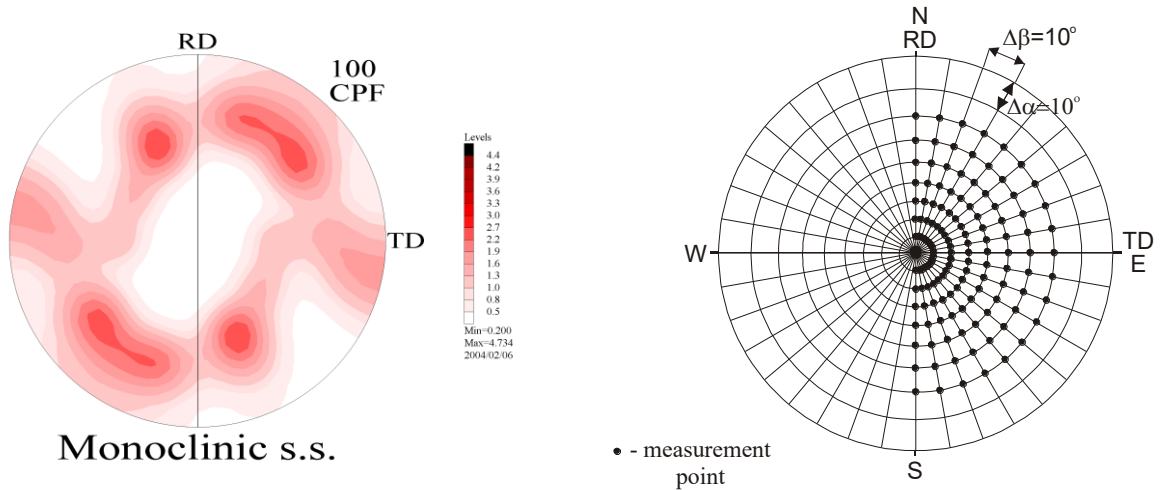 RD
100
CPF
TD
Levels
4.4
4.2
3.9
3.6
3.3
3.0
2.7
2.2
1.9
1.6
1.3
1.0
0.8
0.5
Min=0.200
Max=4.734
2004/02/06
Monoclinic s.s.
N
RD
Δβ=10°
Δα=10°
W
TD
E
S
- measurement
point